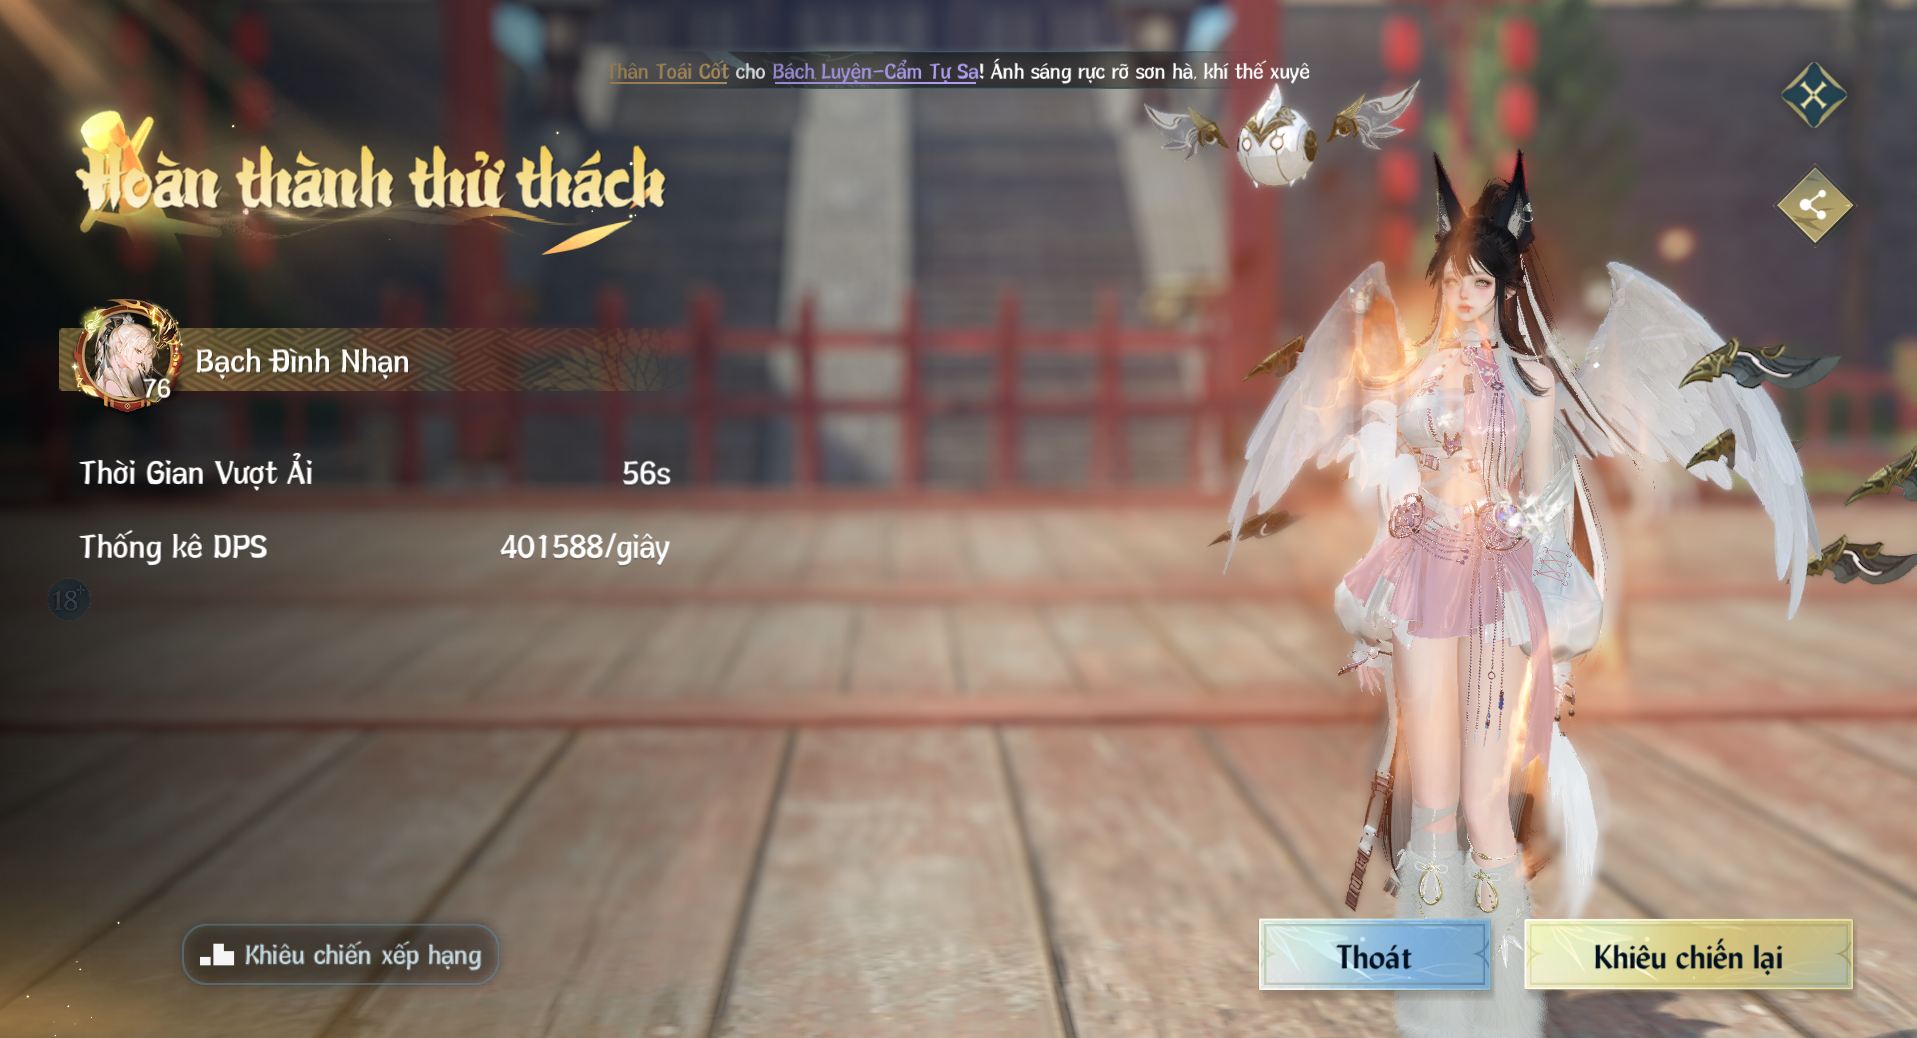 Thân Toái Cốt cho Bách Luyện-Cẩm Tự Sa! Ánh sáng rực rỡ sơn hà, khí thế xuyê
Hoàn thành thử thách
Bạch Đình Nhạn
76
Thời Gian Vượt Ải 56s
Thống kê DPS 401588/giây
18+
Khiêu chiến xếp hạng
Thoát
Khiêu chiến lại